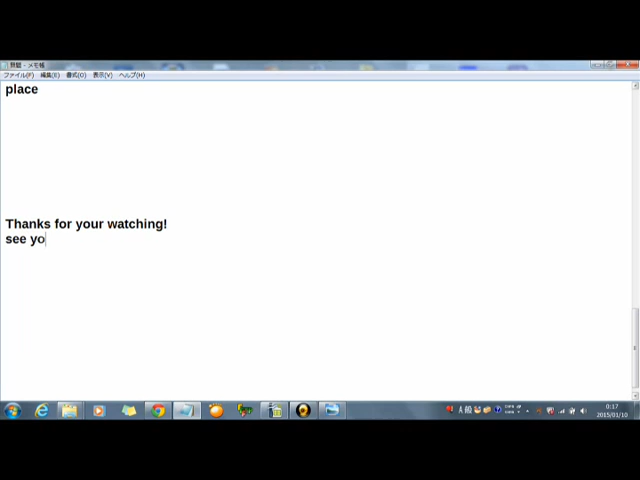 無題 - メモ帳
ファイル(F) 編集(E) 書式(O) 表示(V) ヘルプ(H)
place
Thanks for your watching!
see yo
A 般
0:17
2015/01/10